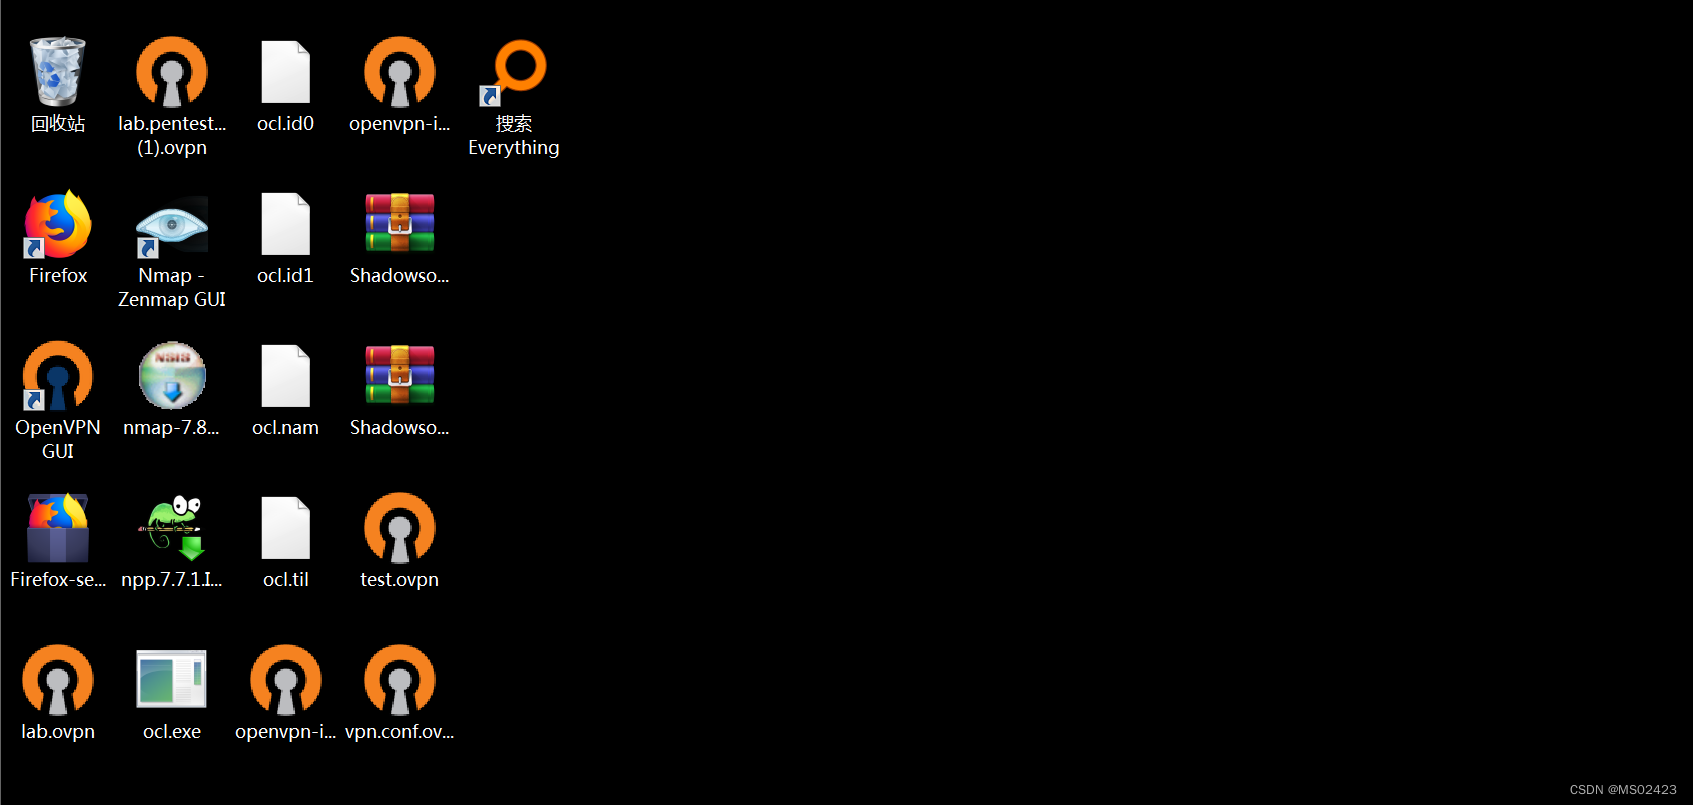 回收站
lab.pentest...
(1).ovpn
ocl.id0
openvpn-i...
搜索
Everything
Firefox
Nmap -
Zenmap GUI
ocl.id1
Shadowso...
OpenVPN
GUI
NSIS
nmap-7.8...
ocl.nam
Shadowso...
Firefox-se...
npp.7.7.1.I...
ocl.til
test.ovpn
lab.ovpn
ocl.exe
openvpn-i...
vpn.conf.ov...
CSDN @MS02423